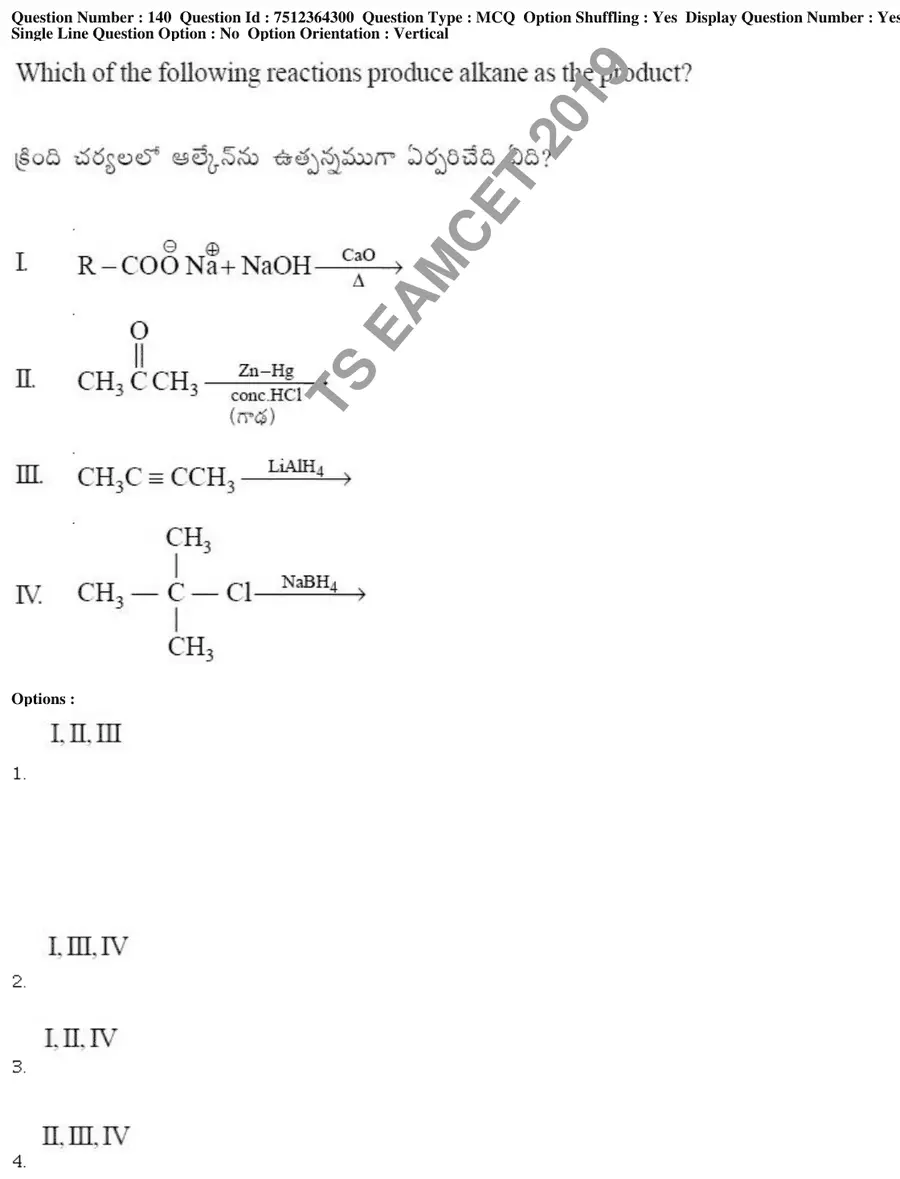 Question Number : 140 Question Id : 7512364300 Question Type : MCQ Option Shuffling : Yes Display Question Number : Yes
Single Line Question Option : No Option Orientation : Vertical
Which of the following reactions produce alkane as the product?
క్రింది చర్యలలో ఆల్కేన్‌ను ఉత్పన్నముగా ఏర్పరిచేది ఏది?
TS EAMCET 2019
I. R – COO⊖ Na⊕ + NaOH CaO Δ →
O
||
II. CH₃ C CH₃ Zn–Hg conc.HCl (గాఢ)
III. CH₃C ≡ CCH₃ LiAlH₄ →
CH₃
|
IV. CH₃ — C — Cl NaBH₄ →
|
CH₃
Options :
I, II, III
1.
I, III, IV
2.
I, II, IV
3.
II, III, IV
4.